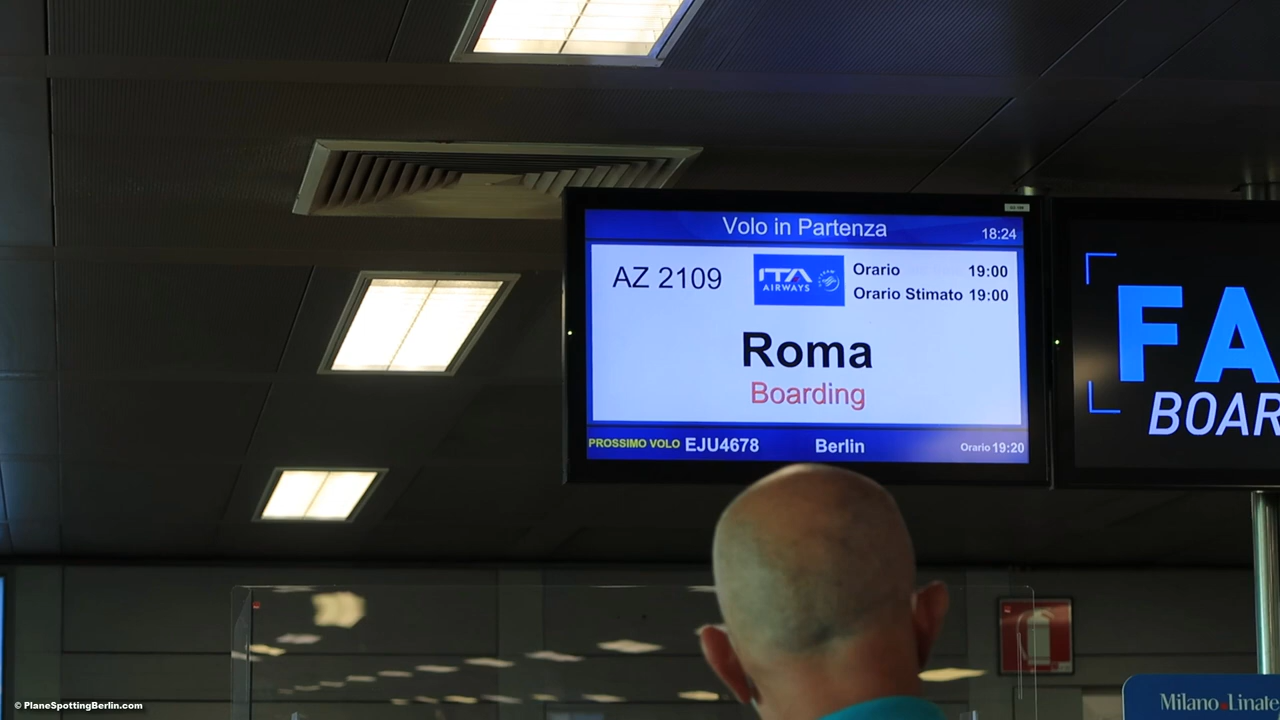 Volo in Partenza
18:24
AZ 2109
ITA
AIRWAYS
Orario 19:00
Orario Stimato 19:00
Roma
Boarding
PROSSIMO VOLO EJU4678 Berlin Orario 19:20
FA
BOAR
Milano Linate
© PlaneSpottingBerlin.com